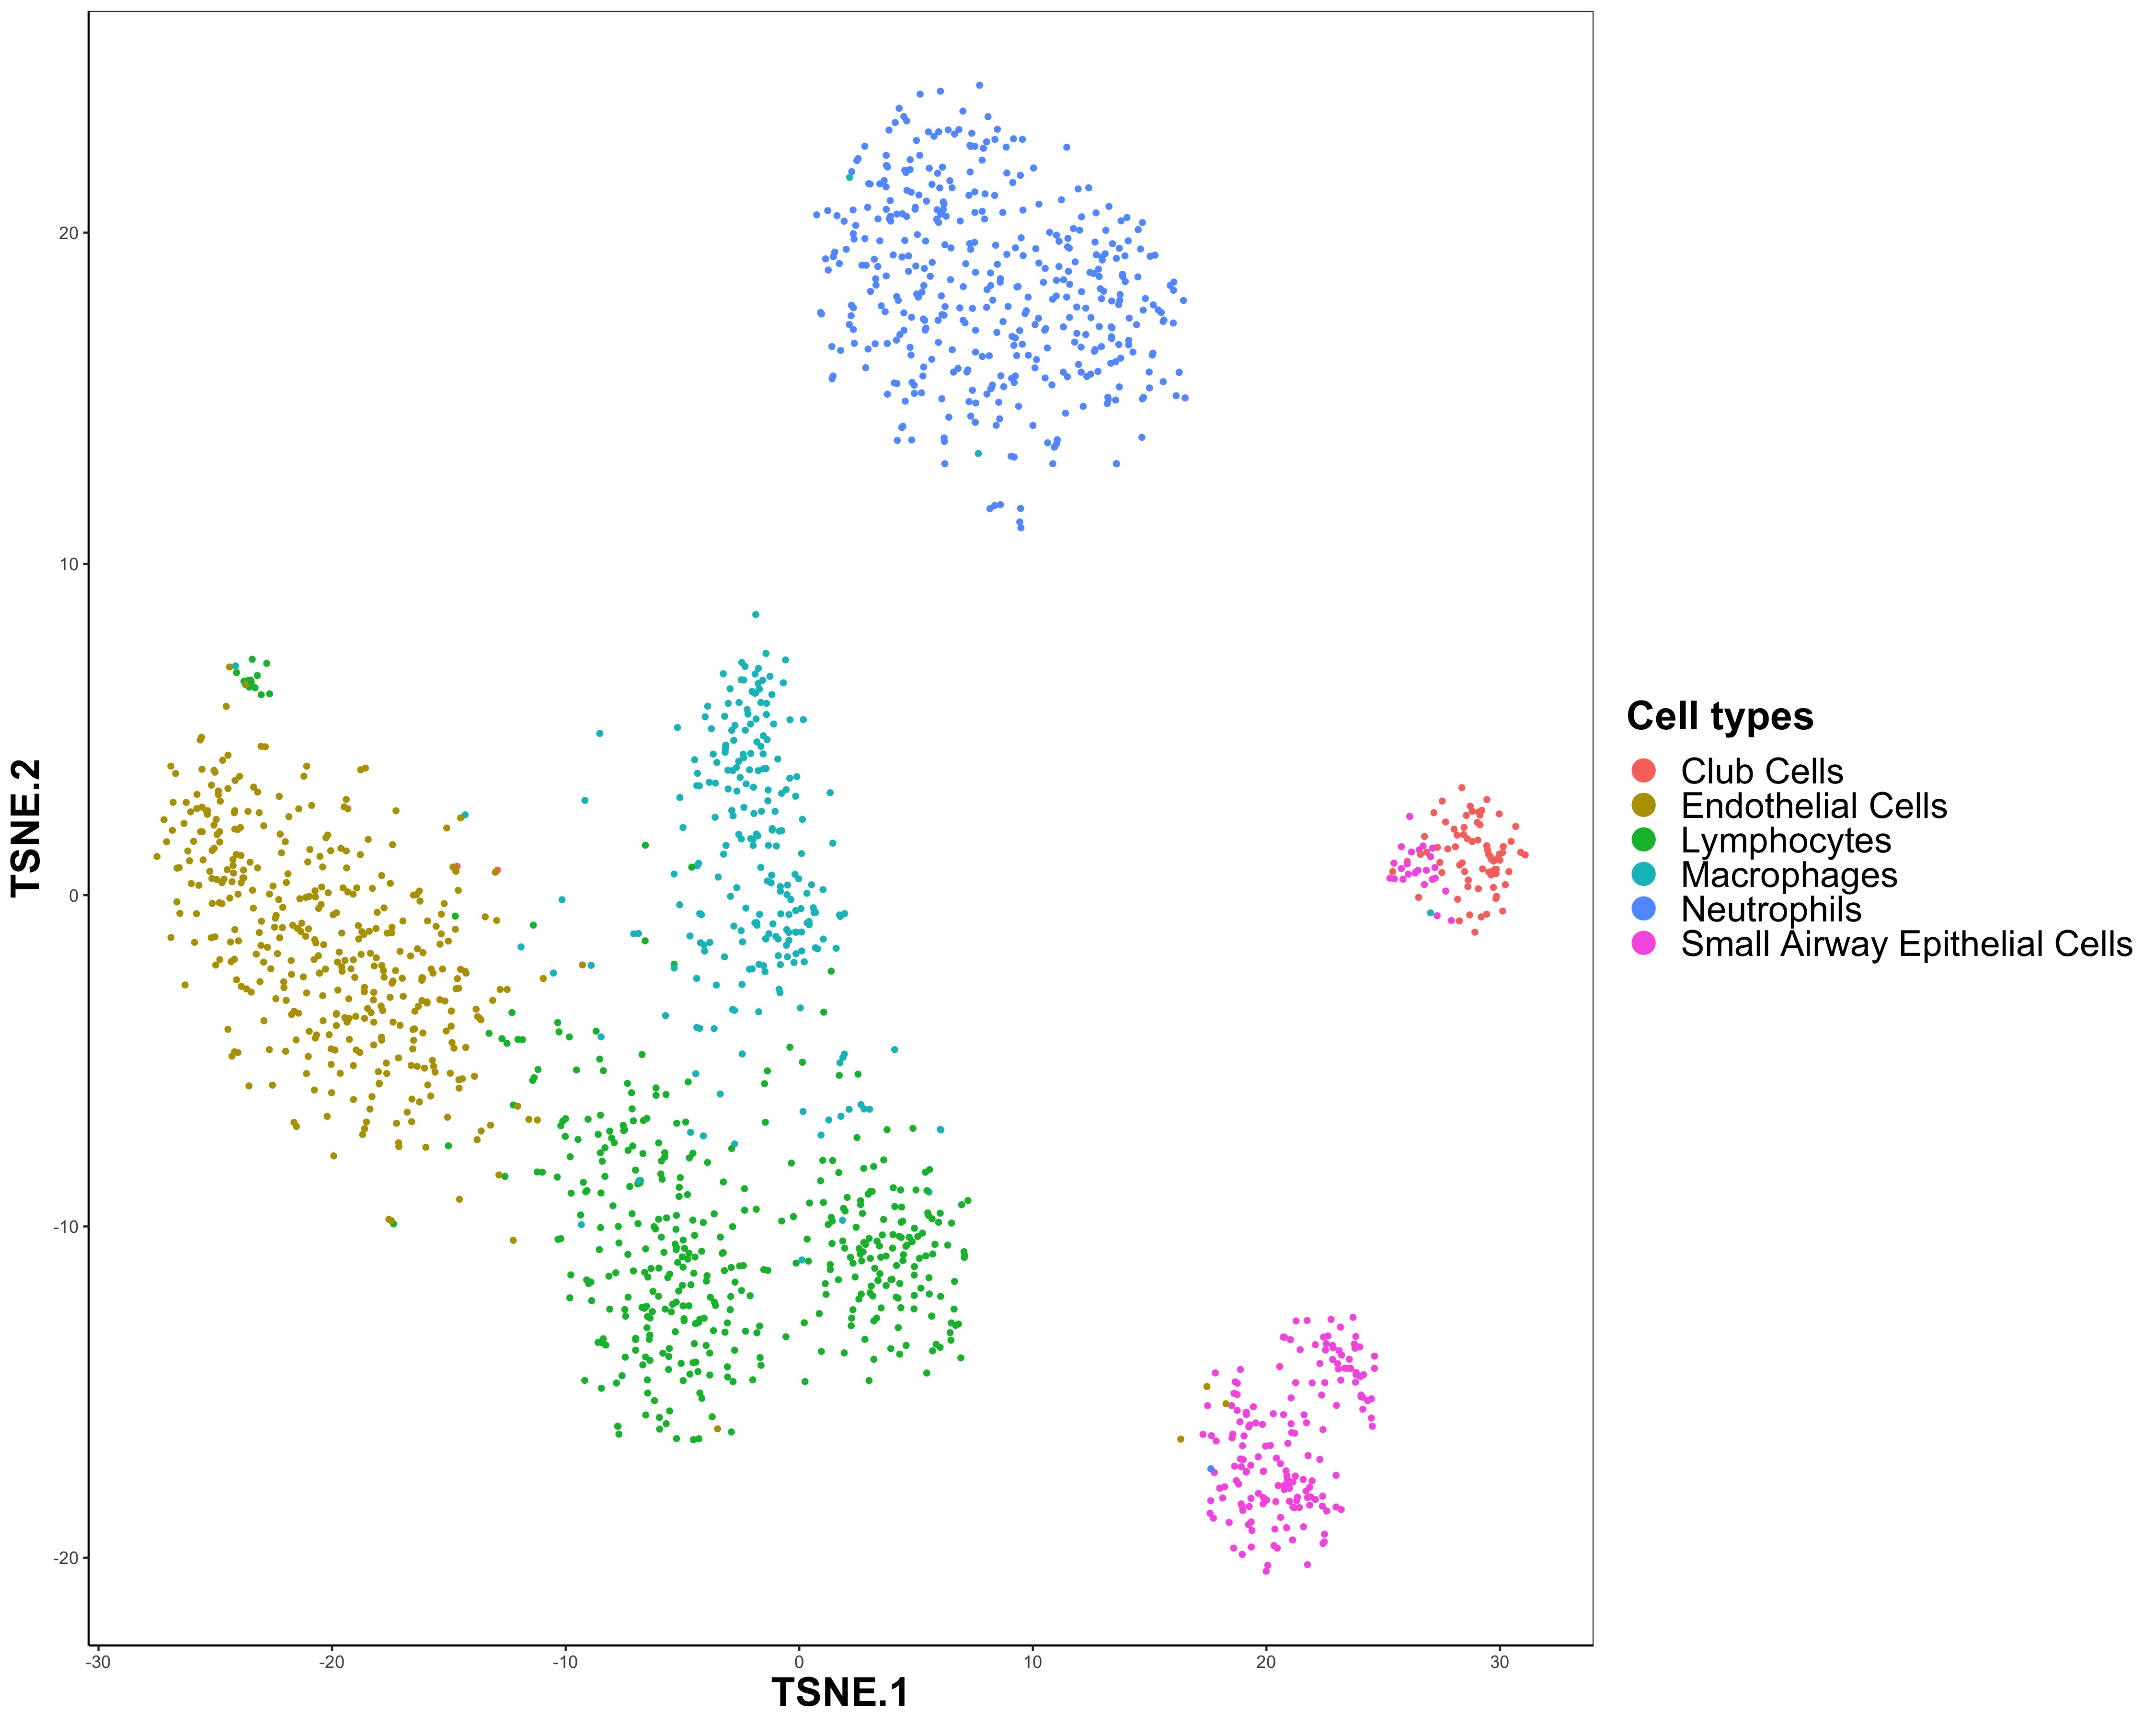 20
10
0
-10
-20
TSNE.2
-30 -20 -10 0 10 20 30
TSNE.1
Cell types
Club Cells
Endothelial Cells
Lymphocytes
Macrophages
Neutrophils
Small Airway Epithelial Cells